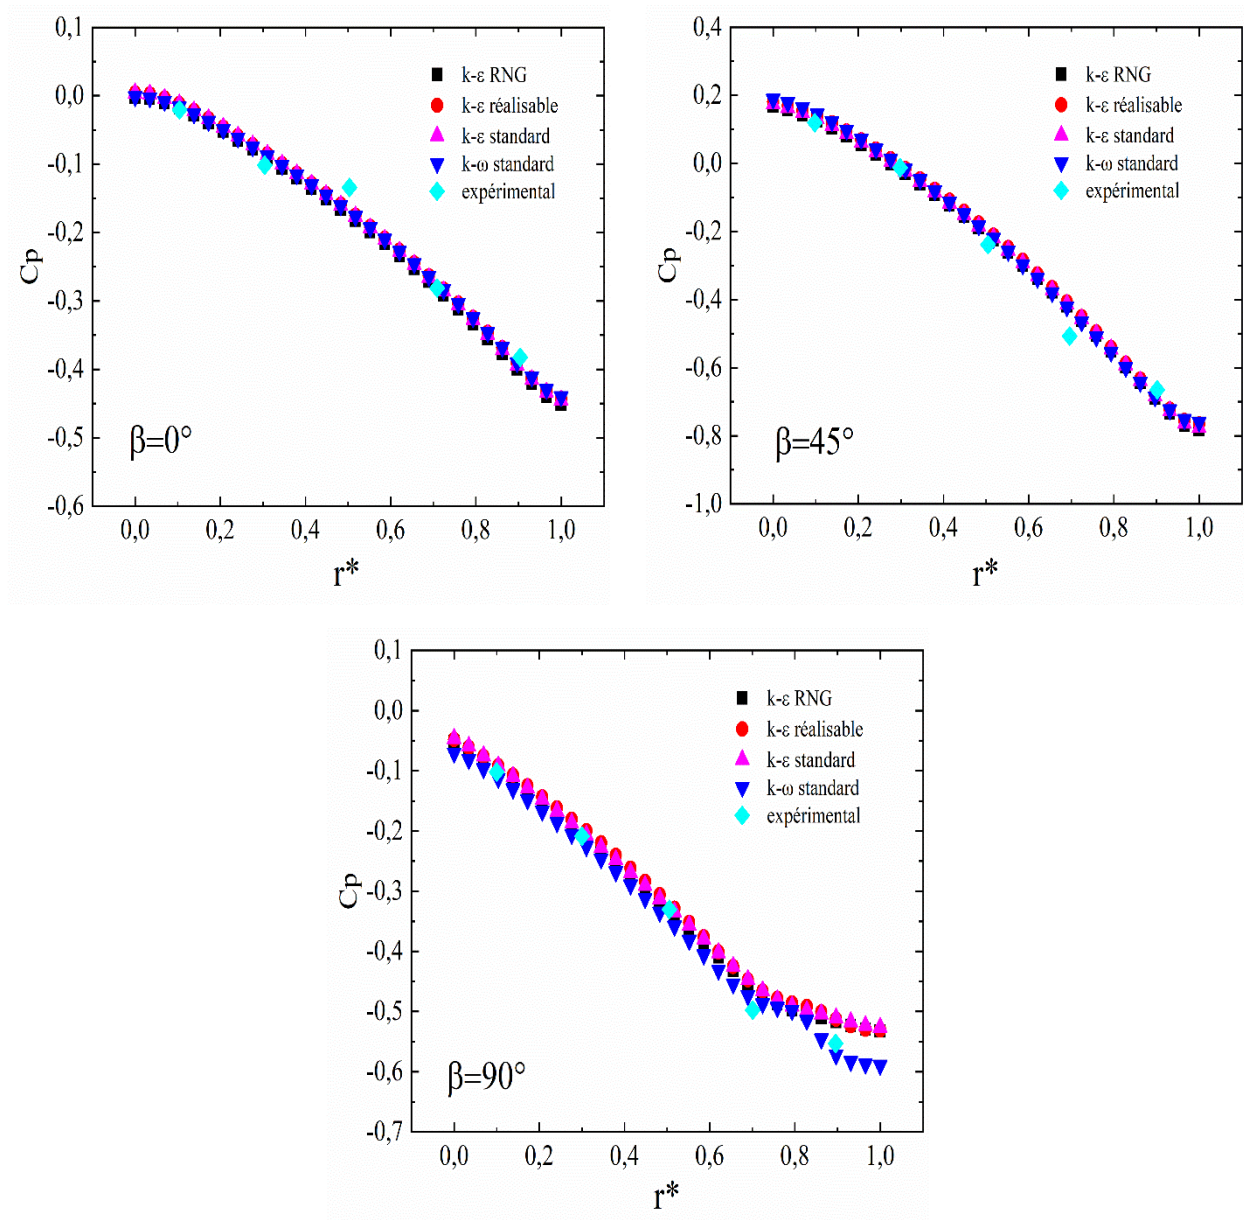 0,1
0,0
-0,1
-0,2
-0,3
-0,4
-0,5
-0,6
Cp
k-ε RNG
k-ε réalisable
k-ε standard
k-ω standard
expérimental
β=0°
0,0 0,2 0,4 0,6 0,8 1,0
r*
0,4
0,2
0,0
-0,2
-0,4
-0,6
-0,8
-1,0
Cp
k-ε RNG
k-ε réalisable
k-ε standard
k-ω standard
expérimental
β=45°
0,0 0,2 0,4 0,6 0,8 1,0
r*
0,1
0,0
-0,1
-0,2
-0,3
-0,4
-0,5
-0,6
-0,7
Cp
k-ε RNG
k-ε réalisable
k-ε standard
k-ω standard
expérimental
β=90°
0,0 0,2 0,4 0,6 0,8 1,0
r*